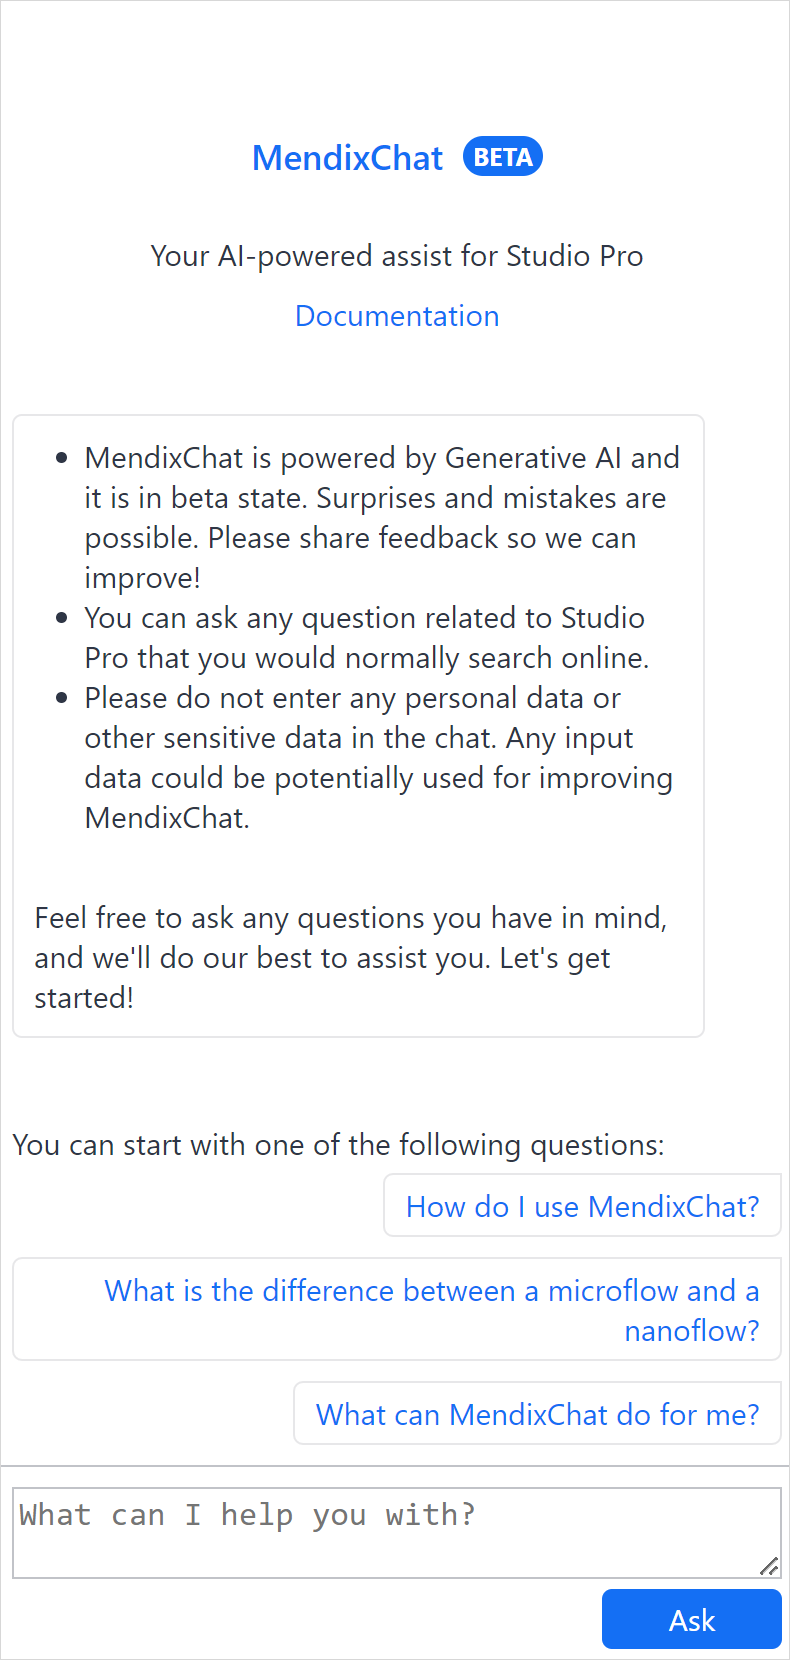 MendixChat BETA
Your AI-powered assist for Studio Pro
Documentation
MendixChat is powered by Generative AI and
it is in beta state. Surprises and mistakes are
possible. Please share feedback so we can
improve!
You can ask any question related to Studio
Pro that you would normally search online.
Please do not enter any personal data or
other sensitive data in the chat. Any input
data could be potentially used for improving
MendixChat.
Feel free to ask any questions you have in mind,
and we'll do our best to assist you. Let's get
started!
You can start with one of the following questions:
How do I use MendixChat?
What is the difference between a microflow and a
nanoflow?
What can MendixChat do for me?
What can I help you with?
Ask